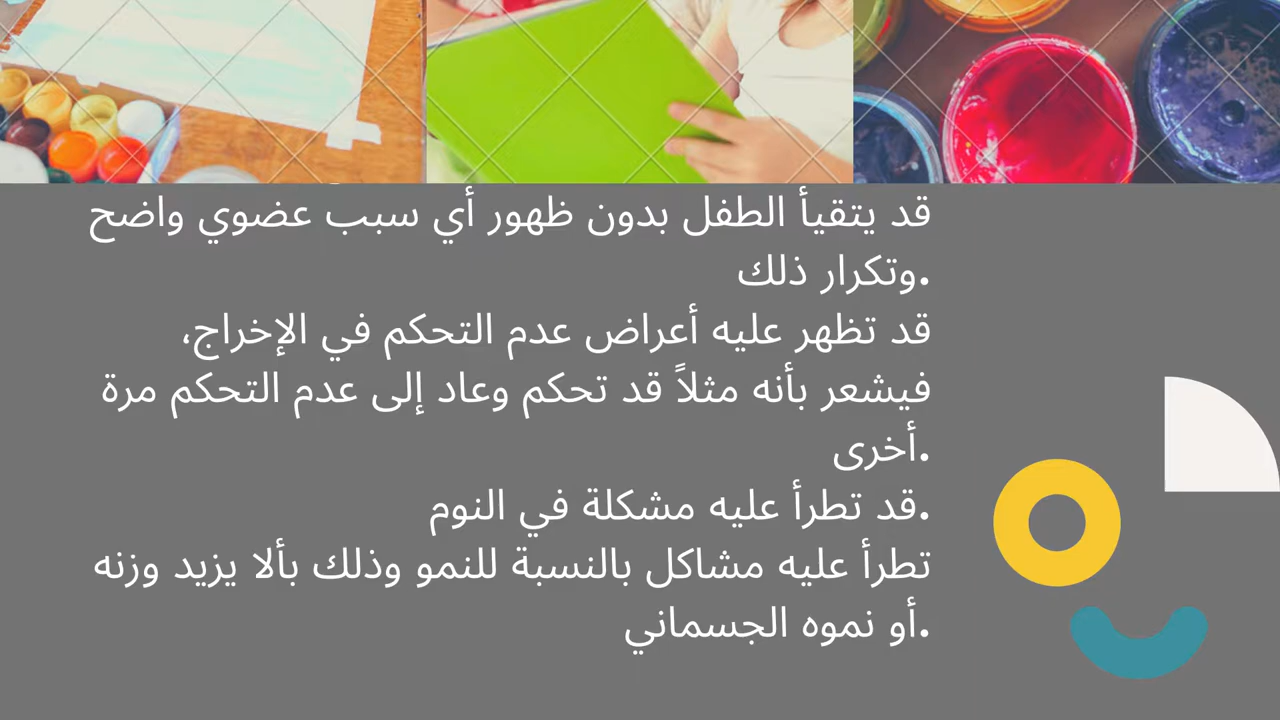 قد يتقيأ الطفل بدون ظهور أي سبب عضوي واضح
.وتكرار ذلك
قد تظهر عليه أعراض عدم التحكم في الإخراج،
فيشعر بأنه مثلاً قد تحكم وعاد إلى عدم التحكم مرة
.أخرى
.قد تطرأ عليه مشكلة في النوم
تطرأ عليه مشاكل بالنسبة للنمو وذلك بألا يزيد وزنه
.أو نموه الجسماني